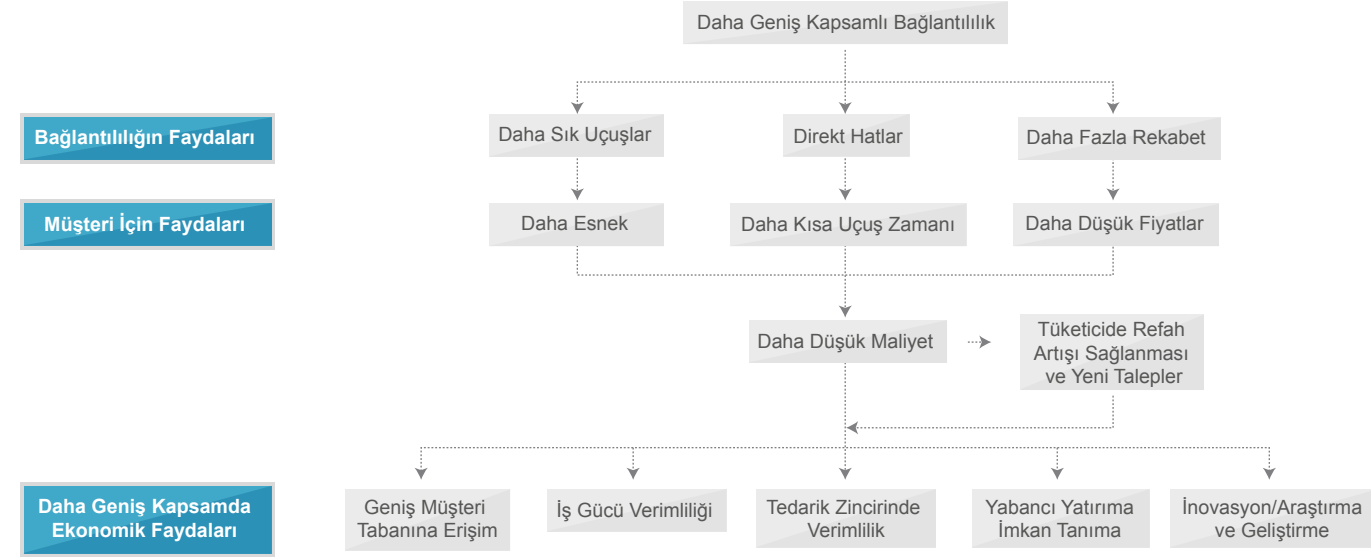 Daha Geniş Kapsamlı Bağlantılılık
Bağlantılılığın Faydaları
Daha Sık Uçuşlar
Direkt Hatlar
Daha Fazla Rekabet
Müşteri İçin Faydaları
Daha Esnek
Daha Kısa Uçuş Zamanı
Daha Düşük Fiyatlar
Daha Düşük Maliyet
Tüketicide Refah
Artışı Sağlanması
ve Yeni Talepler
Daha Geniş Kapsamda
Ekonomik Faydaları
Geniş Müşteri
Tabanına Erişim
İş Gücü Verimliliği
Tedarik Zincirinde
Verimlilik
Yabancı Yatırıma
İmkan Tanıma
İnovasyon/Araştırma
ve Geliştirme